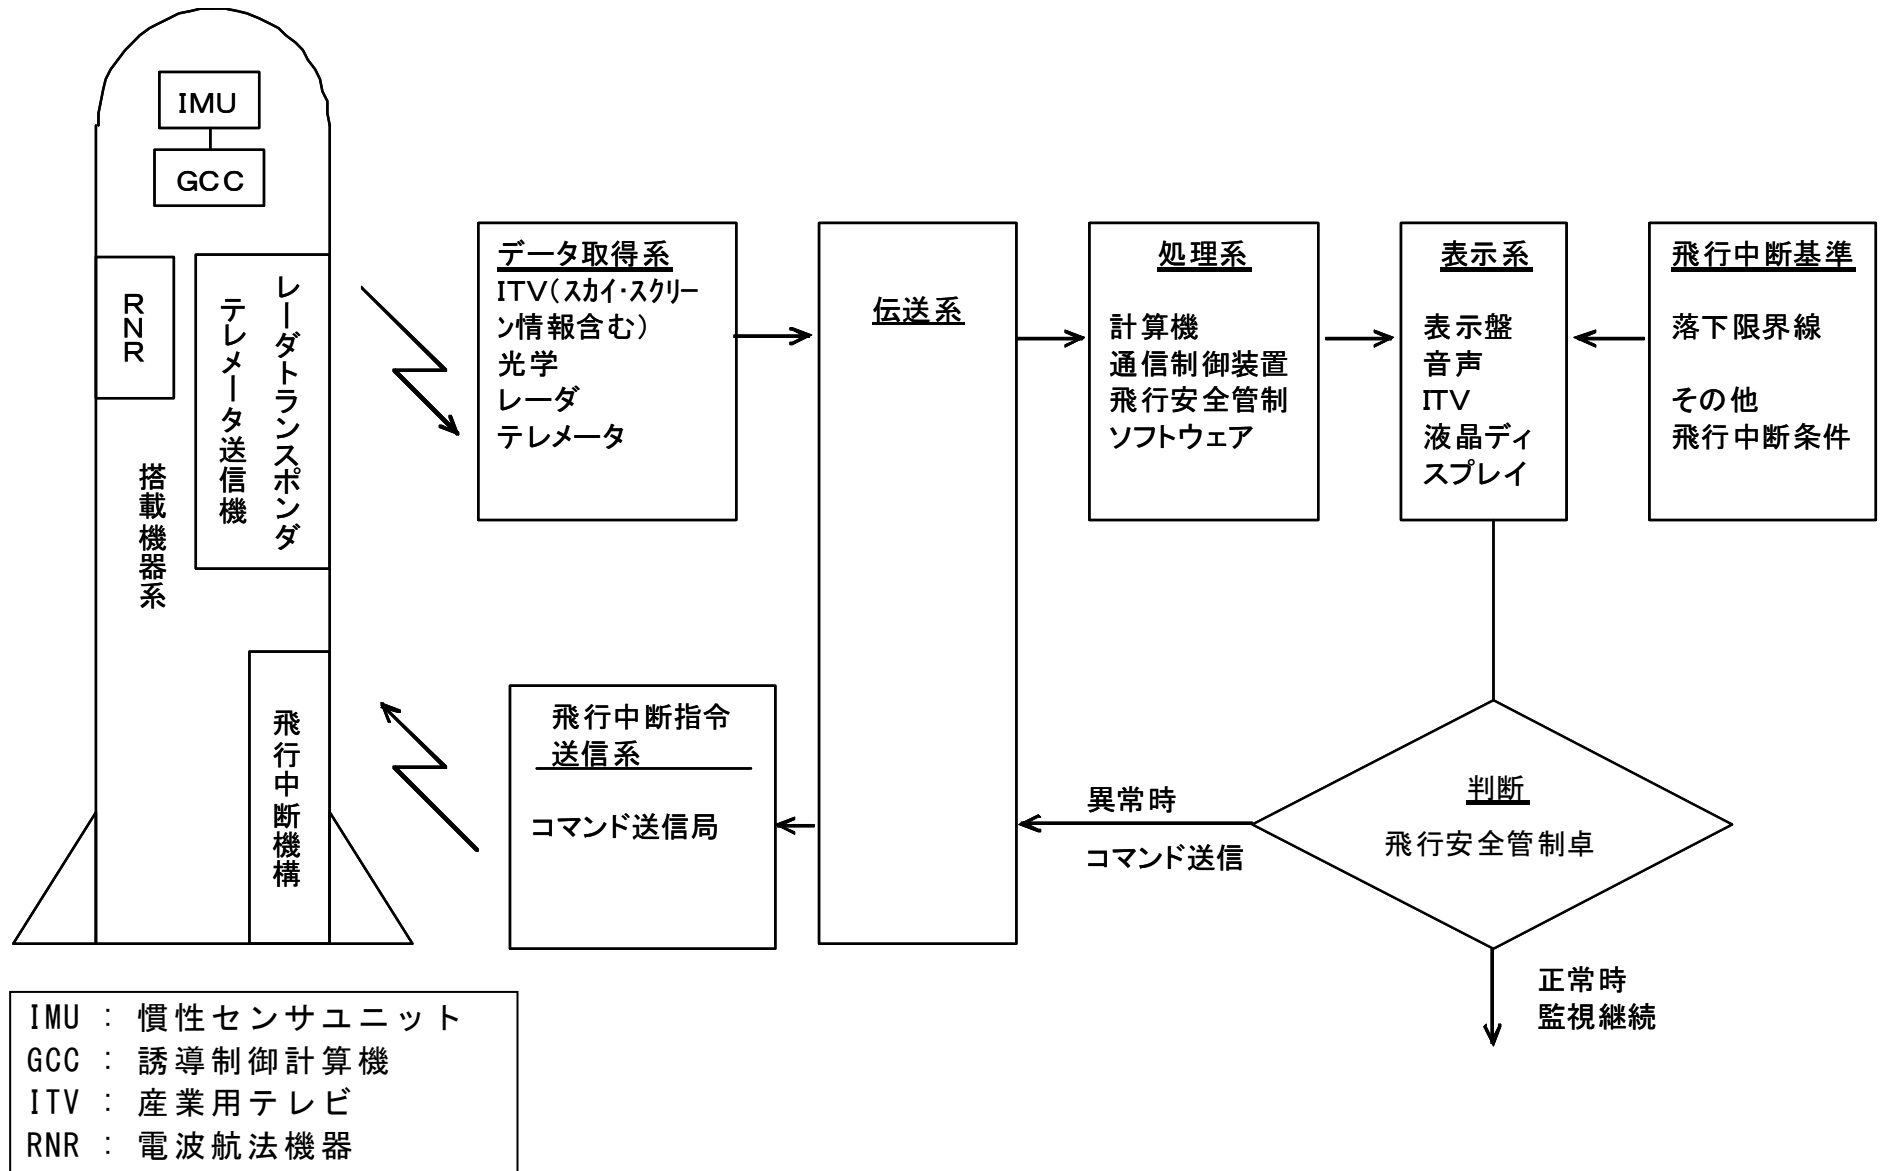 IMU
GCC
RNR
レーダトランスポンダ
テレメータ送信機
搭載機器系
飛行中断機構
データ取得系
ITV(スカイ・スクリー
ン情報含む)
光学
レーダ
テレメータ
伝送系
処理系
計算機
通信制御装置
飛行安全管制
ソフトウェア
表示系
表示盤
音声
ITV
液晶ディ
スプレイ
飛行中断基準
落下限界線
その他
飛行中断条件
飛行中断指令
送信系
コマンド送信局
異常時
コマンド送信
判断
飛行安全管制卓
正常時
監視継続
IMU : 慣性センサユニット
GCC : 誘導制御計算機
ITV : 産業用テレビ
RNR : 電波航法機器